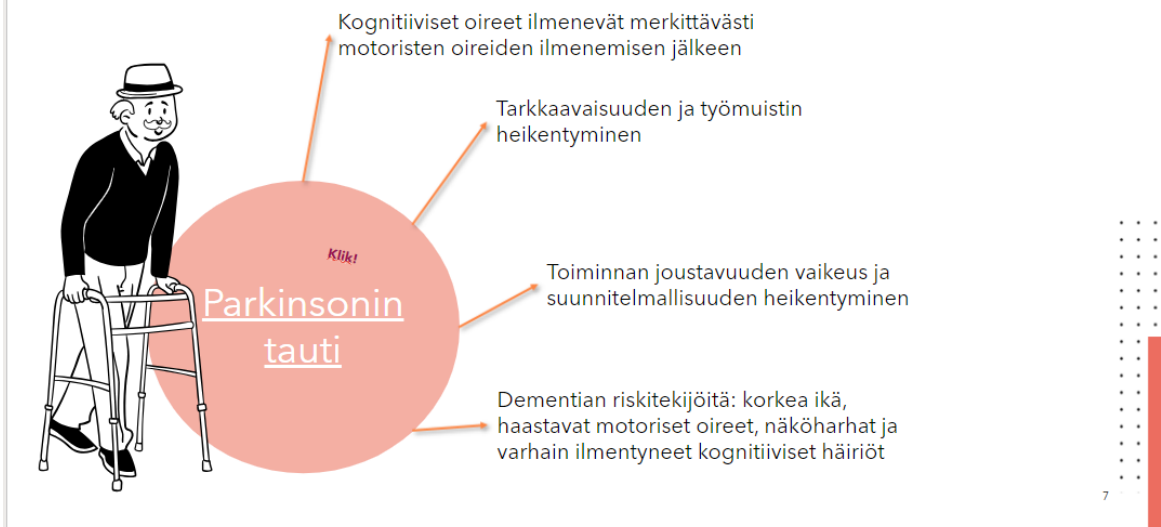 Kognitiiviset oireet ilmenevät merkittävästi
motoristen oireiden ilmenemisen jälkeen
Tarkkaavaisuuden ja työmuistin
heikentyminen
Klik!
Parkinsonin
tauti
Toiminnan joustavuuden vaikeus ja
suunnitelmallisuuden heikentyminen
Dementian riskitekijöitä: korkea ikä,
haastavat motoriset oireet, näköharhat ja
varhain ilmentyneet kognitiiviset häiriöt
7